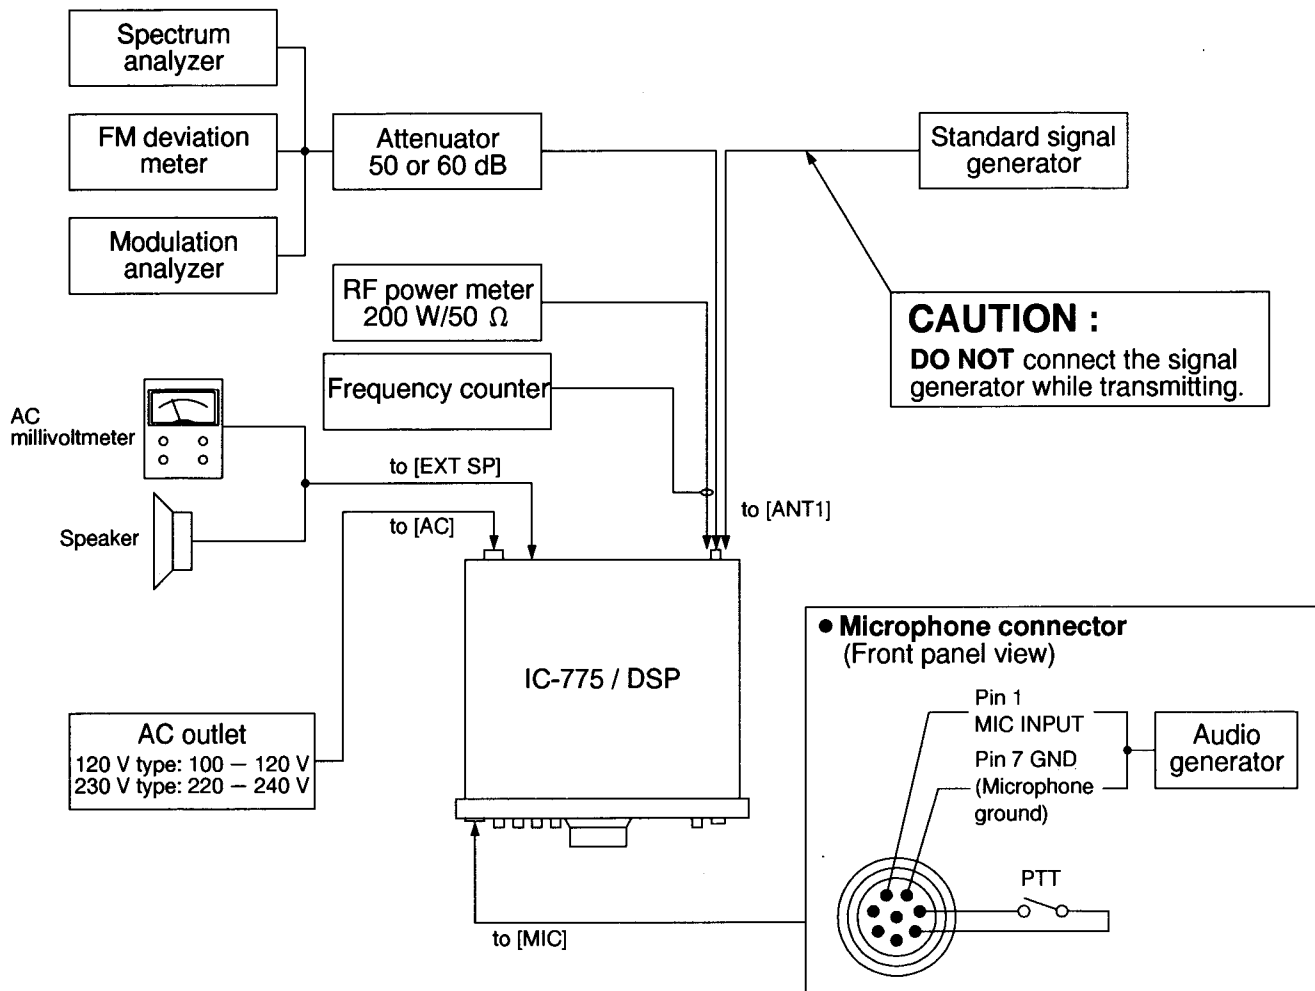 Spectrum
analyzer
FM deviation
meter
Modulation
analyzer
Attenuator
50 or 60 dB
Standard signal
generator
RF power meter
200 W/50 Ω
Frequency counter
CAUTION :
DO NOT connect the signal
generator while transmitting.
AC
millivoltmeter
Speaker
to [EXT SP]
to [AC]
to [ANT1]
IC-775 / DSP
AC outlet
120 V type: 100 – 120 V
230 V type: 220 – 240 V
to [MIC]
● Microphone connector
(Front panel view)
Pin 1
MIC INPUT
Pin 7 GND
(Microphone
ground)
Audio
generator
PTT